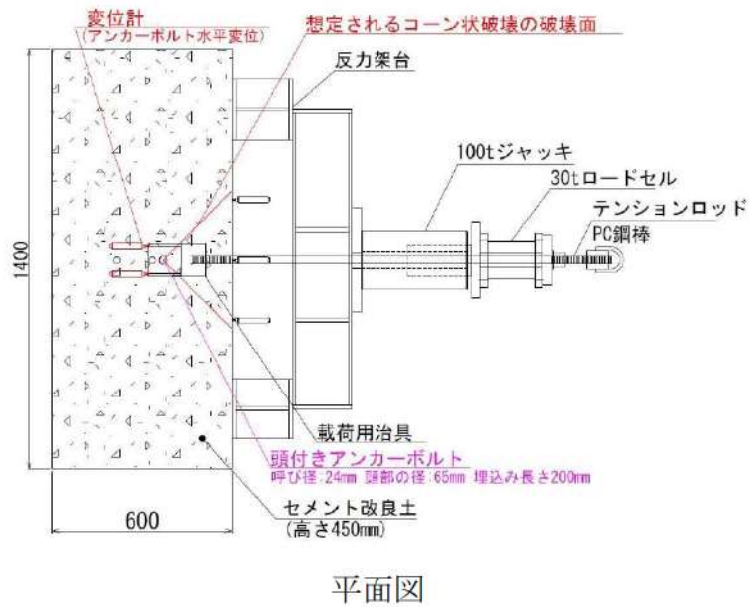 変位計
(アンカーボルト水平変位)
想定されるコーン状破壊の破壊面
反力架台
100tジャッキ
30tロードセル
テンションロッド
PC鋼棒
1400
載荷用治具
頭付きアンカーボルト
呼び径:24mm 頭部の径:65mm 埋込み長さ200mm
セメント改良土
(高さ450mm)
600
平面図